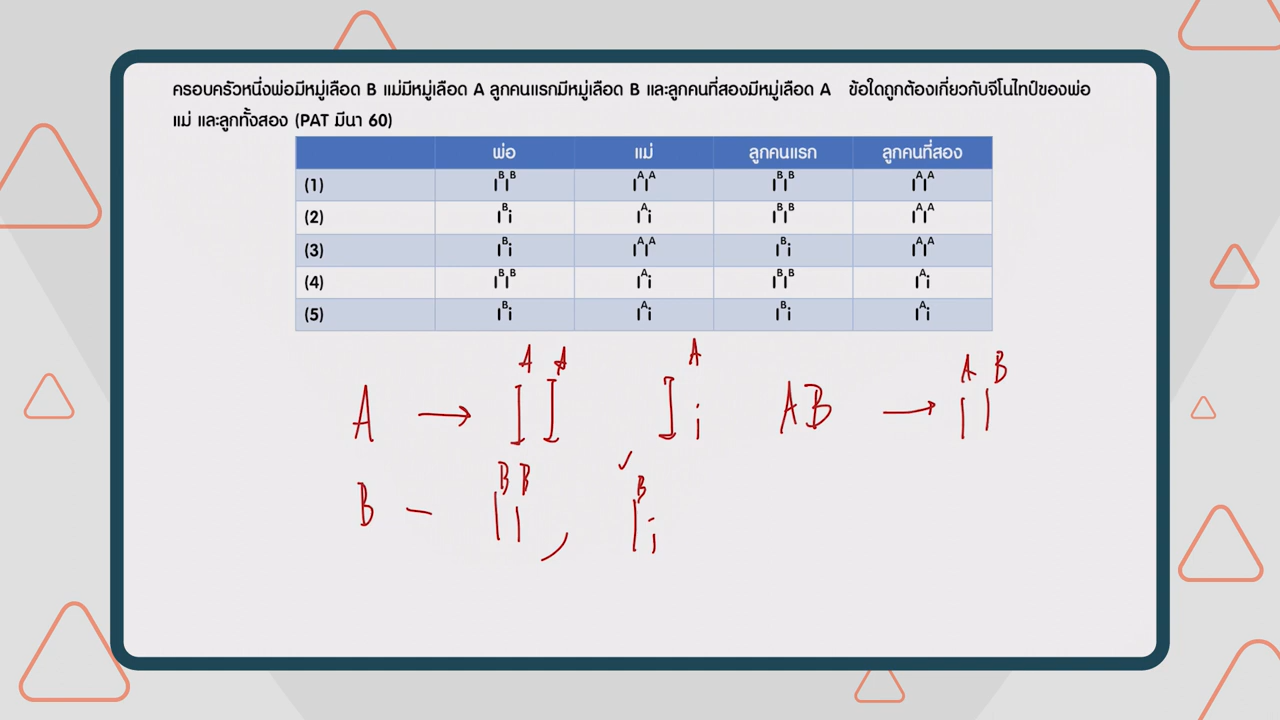 ครอบครัวหนึ่งพ่อมีหมู่เลือด B แม่มีหมู่เลือด A ลูกคนแรกมีหมู่เลือด B และลูกคนที่สองมีหมู่เลือด A ข้อใดถูกต้องเกี่ยวกับจีโนไทป์ของพ่อ
แม่ และลูกทั้งสอง (PAT มีนา 60)
พ่อ แม่ ลูกคนแรก ลูกคนที่สอง
(1) IᴮIᴮ IᴬIᴬ IᴮIᴮ IᴬIᴬ
(2) Iᴮi Iᴬi IᴮIᴮ IᴬIᴬ
(3) Iᴮi IᴬIᴬ Iᴮi IᴬIᴬ
(4) IᴮIᴮ Iᴬi IᴮIᴮ Iᴬi
(5) Iᴮi Iᴬi Iᴮi Iᴬi
A → IᴬIᴬ Iᴬi AB → IᴬIᴮ
B – IᴮIᴮ , ✓ Iᴮi